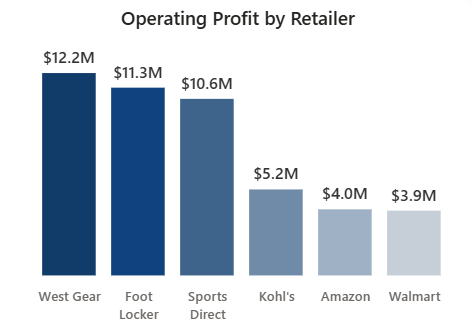 Operating Profit by Retailer
$12.2M
$11.3M
$10.6M
$5.2M
$4.0M
$3.9M
West Gear
Foot
Locker
Sports
Direct
Kohl's
Amazon
Walmart